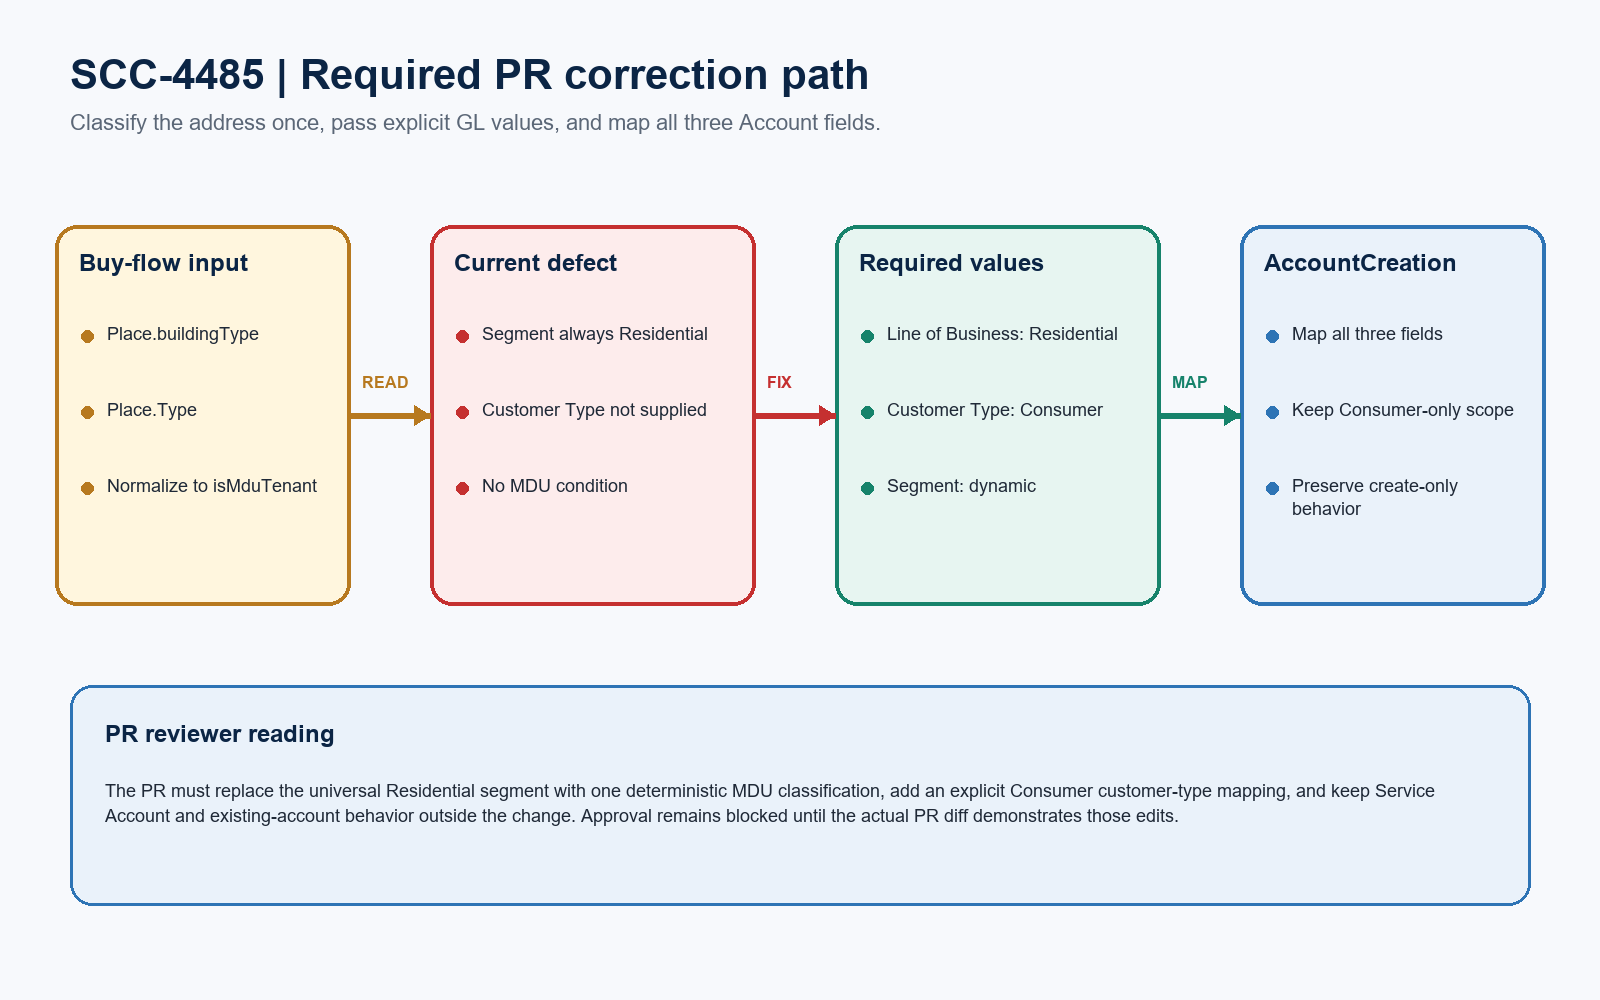 SCC-4485 | Required PR correction path
Classify the address once, pass explicit GL values, and map all three Account fields.
Buy-flow input
Place.buildingType
Place.Type
Normalize to isMduTenant
READ
Current defect
Segment always Residential
Customer Type not supplied
No MDU condition
FIX
Required values
Line of Business: Residential
Customer Type: Consumer
Segment: dynamic
MAP
AccountCreation
Map all three fields
Keep Consumer-only scope
Preserve create-only
behavior
PR reviewer reading
The PR must replace the universal Residential segment with one deterministic MDU classification, add an explicit Consumer customer-type mapping, and keep Service
Account and existing-account behavior outside the change. Approval remains blocked until the actual PR diff demonstrates those edits.